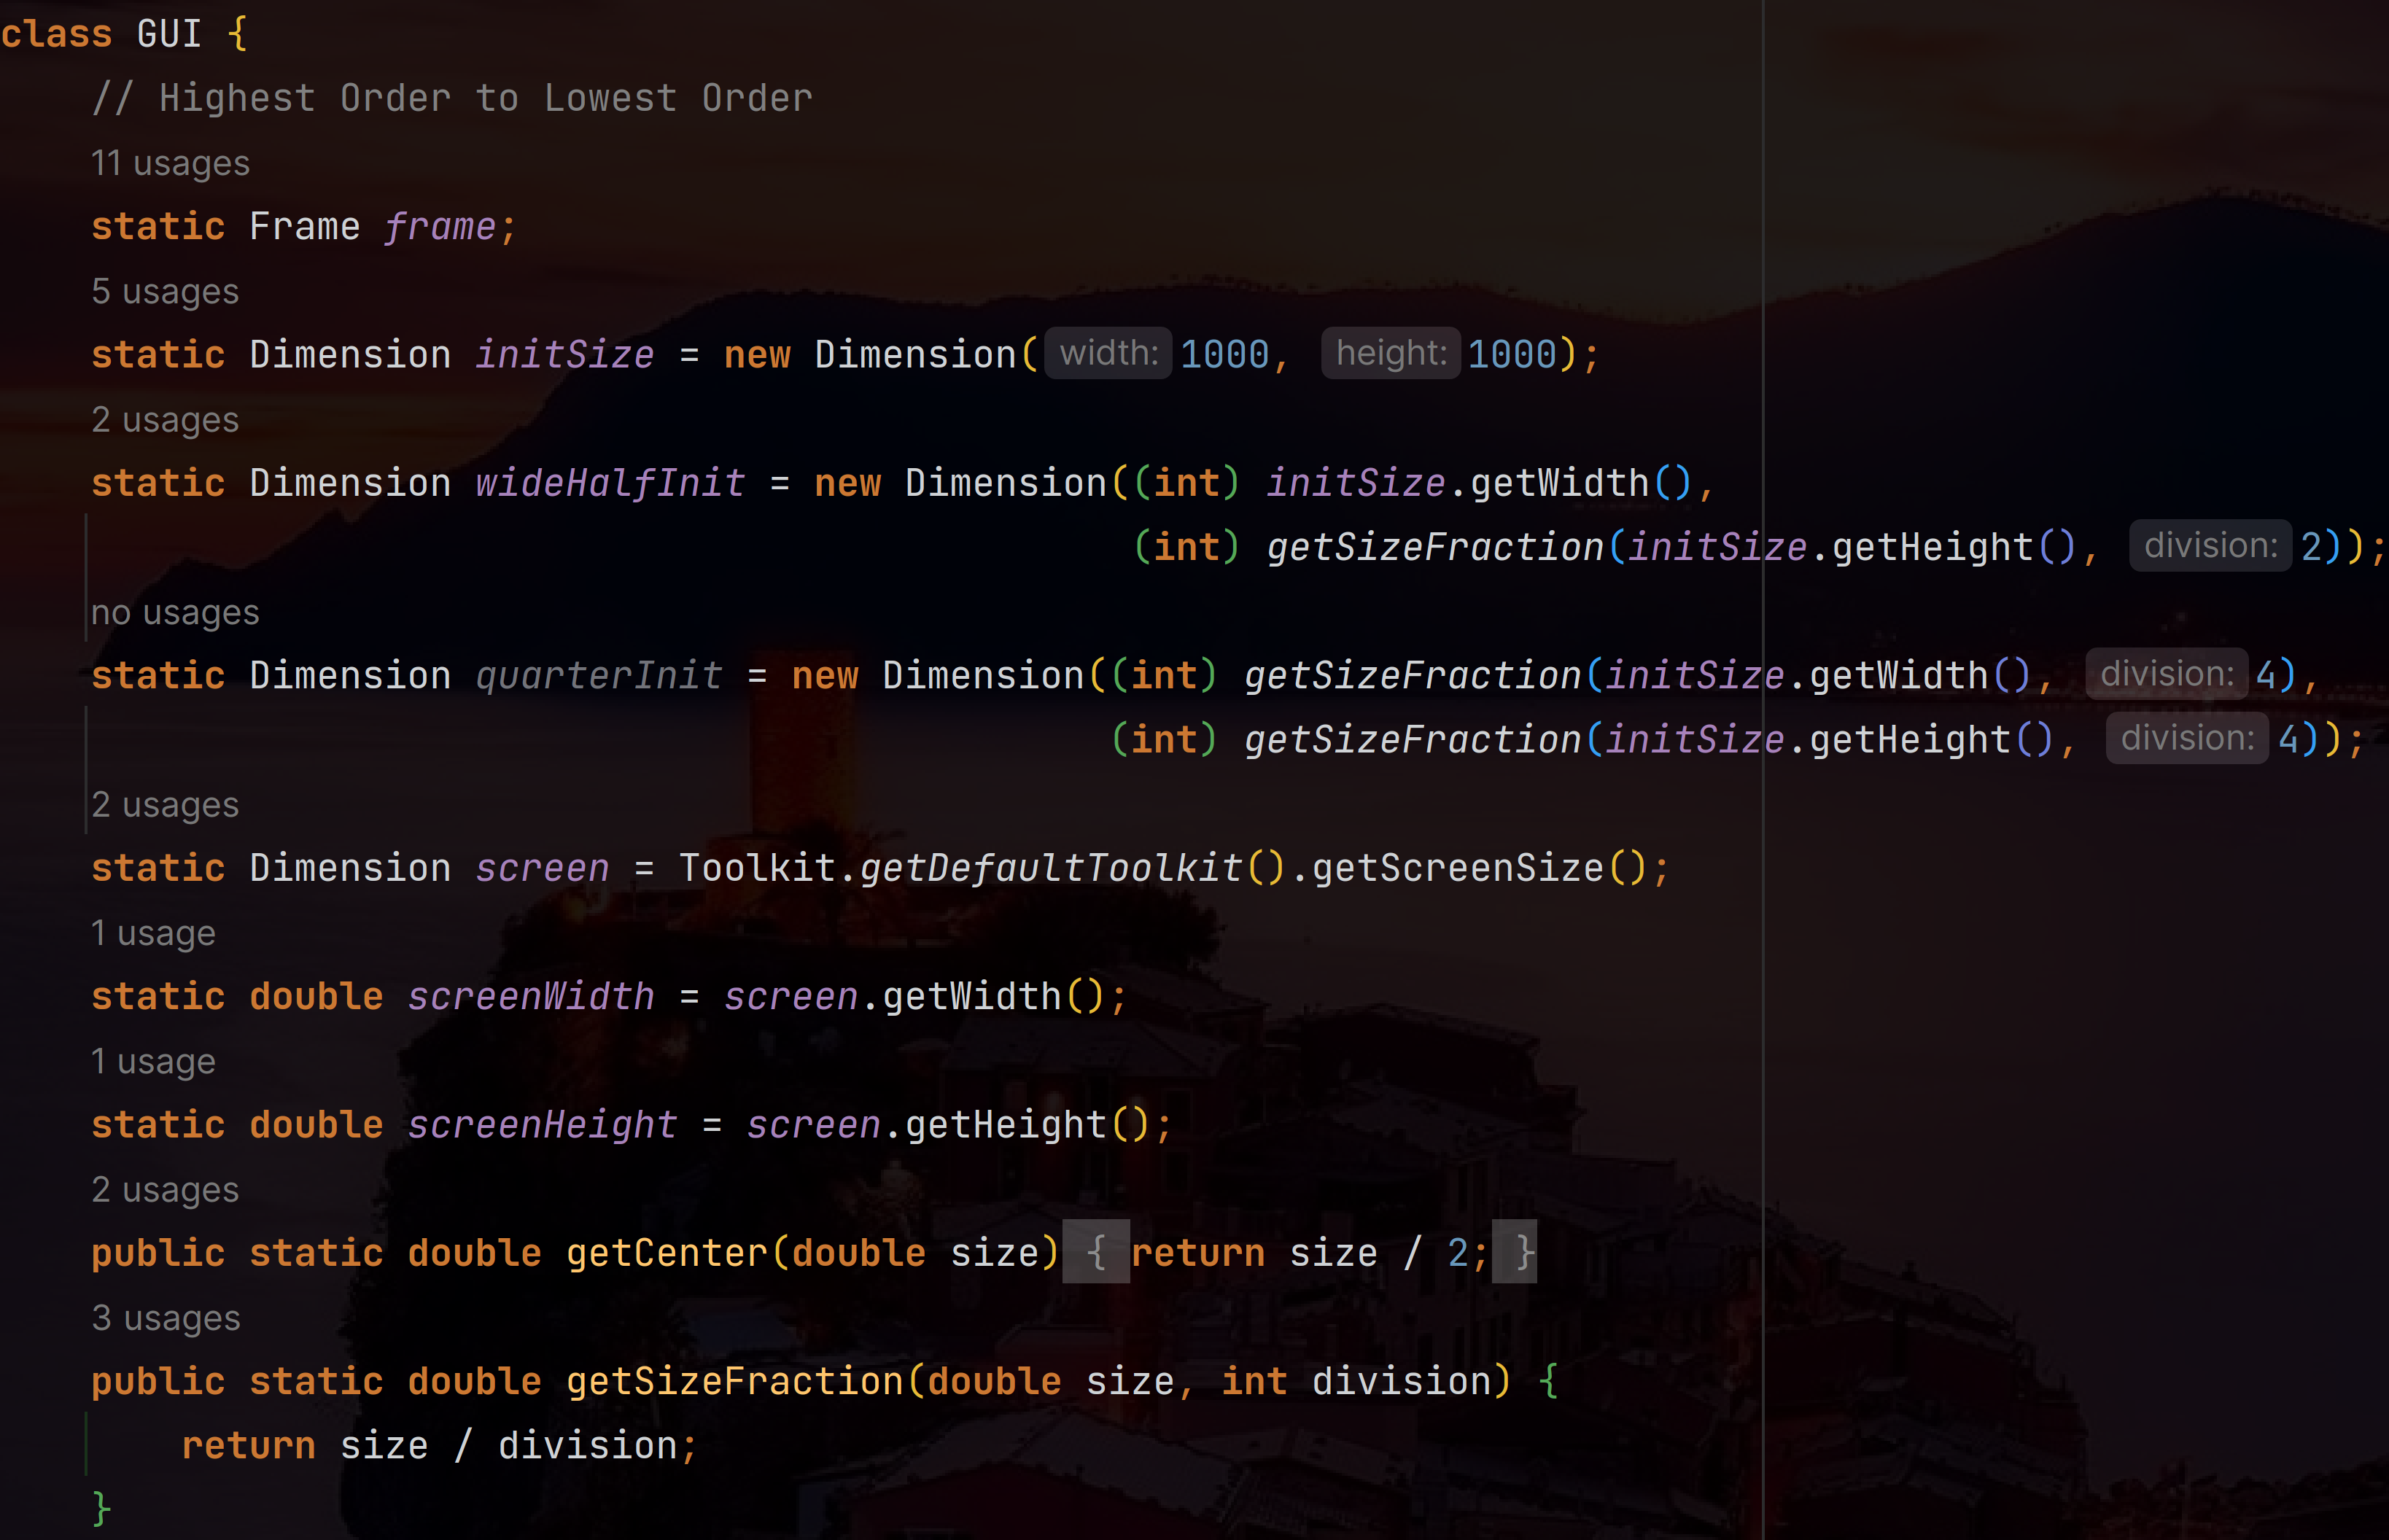 class GUI {
// Highest Order to Lowest Order
11 usages
static Frame frame;
5 usages
static Dimension initSize = new Dimension( width: 1000, height: 1000);
2 usages
static Dimension wideHalfInit = new Dimension((int) initSize.getWidth(),
(int) getSizeFraction(initSize.getHeight(), division: 2));
no usages
static Dimension quarterInit = new Dimension((int) getSizeFraction(initSize.getWidth(), division: 4),
(int) getSizeFraction(initSize.getHeight(), division: 4));
2 usages
static Dimension screen = Toolkit.getDefaultToolkit().getScreenSize();
1 usage
static double screenWidth = screen.getWidth();
1 usage
static double screenHeight = screen.getHeight();
2 usages
public static double getCenter(double size) { return size / 2; }
3 usages
public static double getSizeFraction(double size, int division) {
return size / division;
}